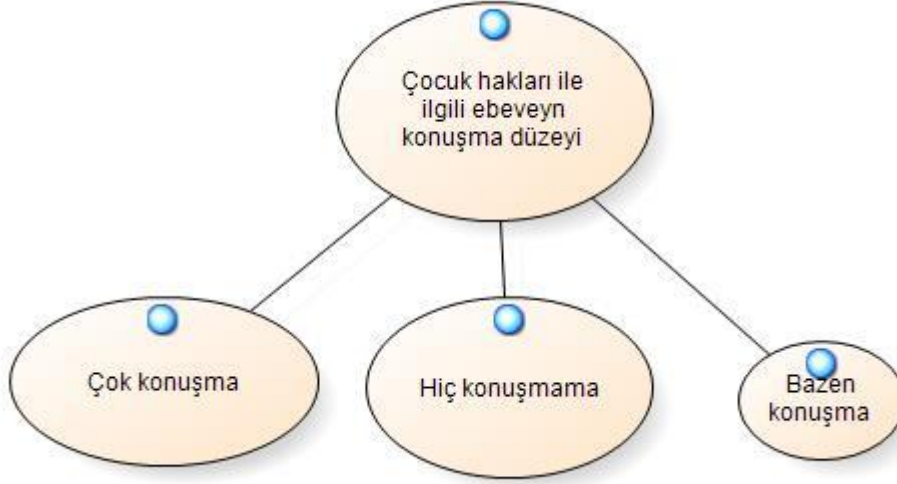 Çocuk hakları ile
ilgili ebeveyn
konuşma düzeyi
Çok konuşma
Hiç konuşmama
Bazen
konuşma